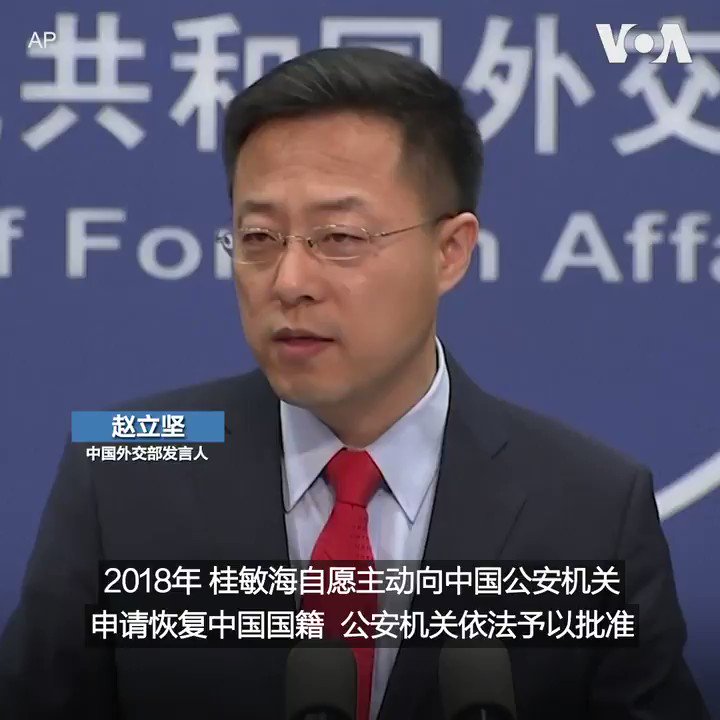 AP
VOA
共和国外交
f Foreign Affa
赵立坚
中国外交部发言人
2018年 桂敏海自愿主动向中国公安机关
申请恢复中国国籍 公安机关依法予以批准